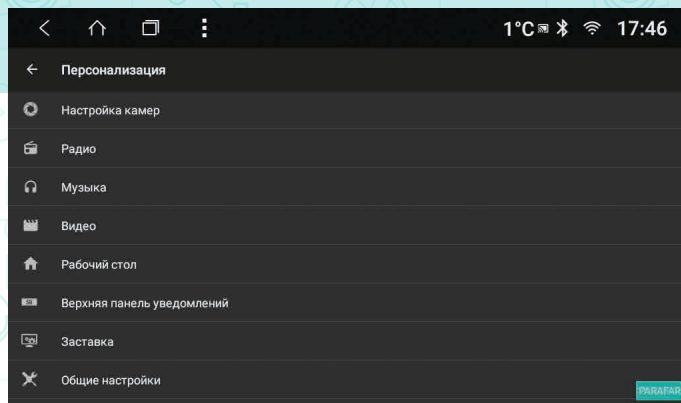 1°C 17:46
Персонализация
Настройка камер
Радио
Музыка
Видео
Рабочий стол
Верхняя панель уведомлений
Заставка
Общие настройки
PARAFAR